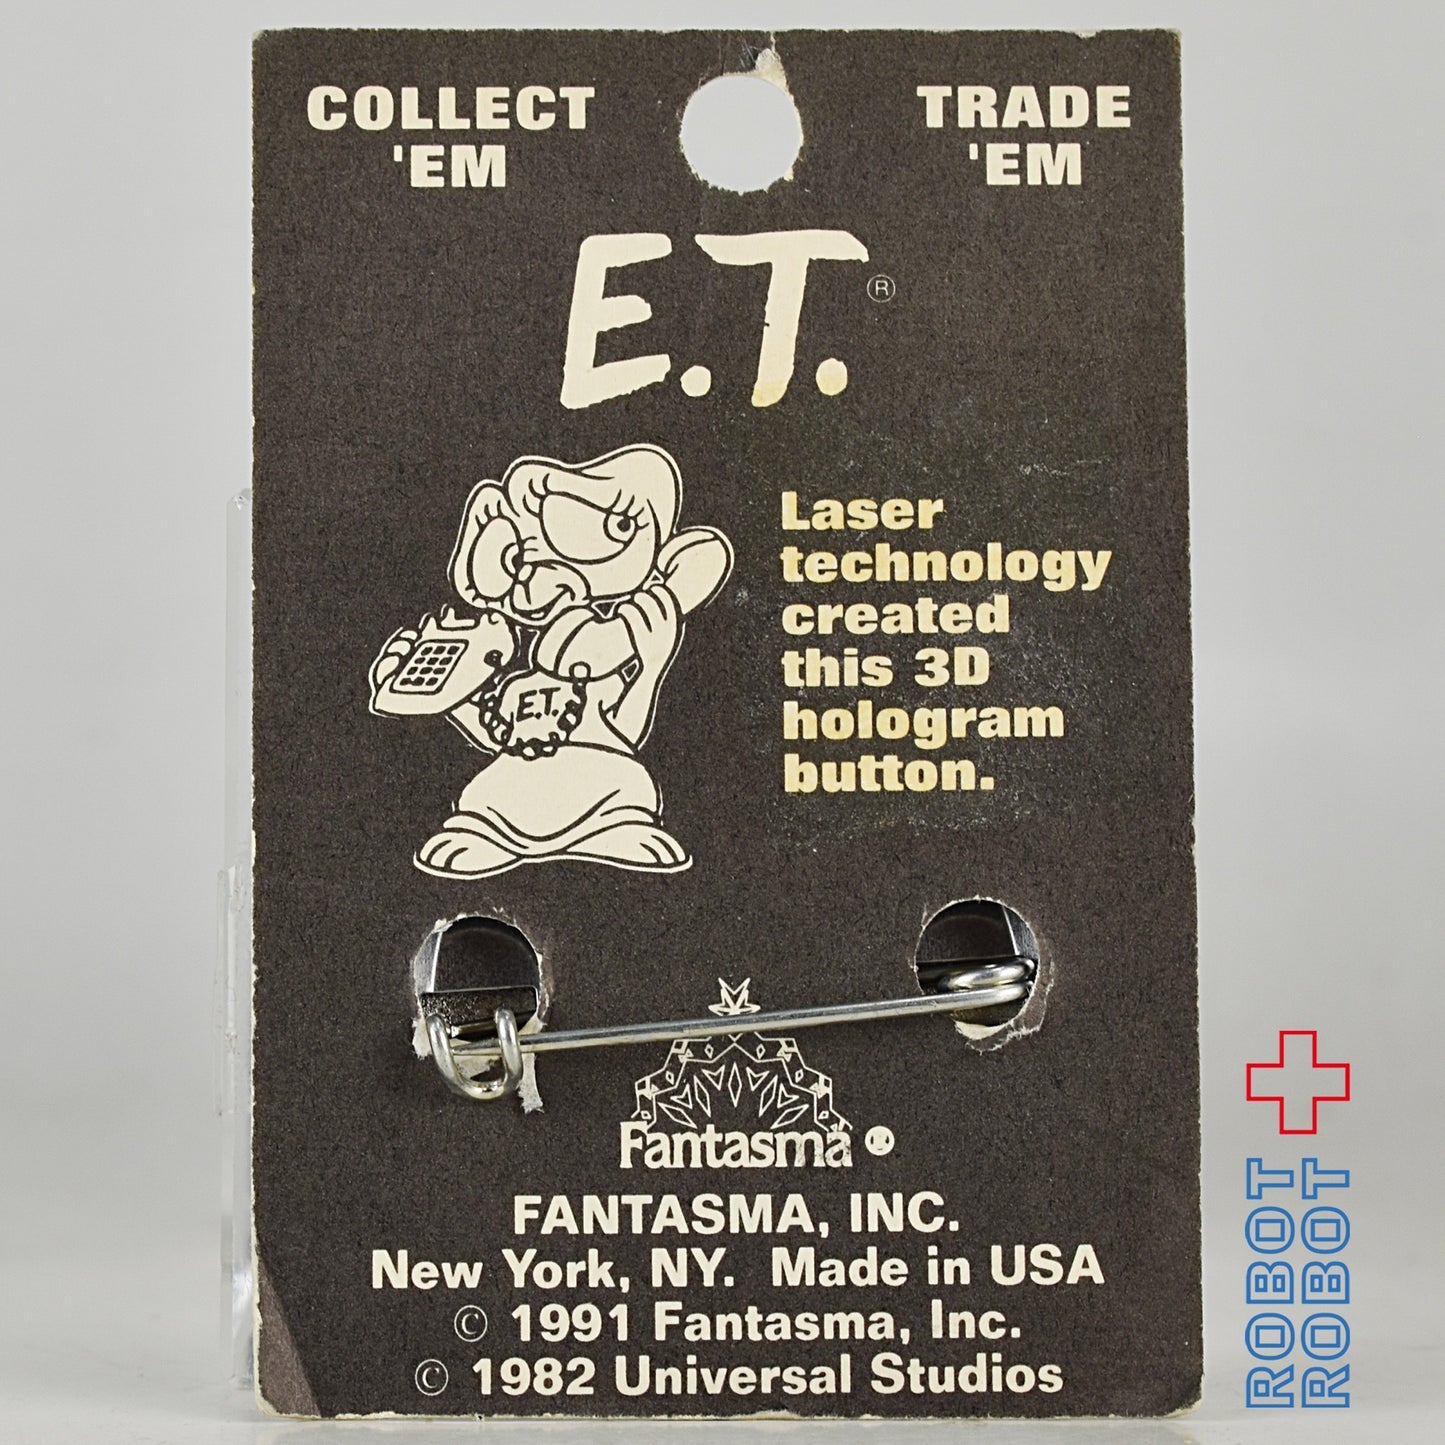 COLLECT
'EM
TRADE
'EM
E.T.®
E.T.
Laser
technology
created
this 3D
hologram
button.
Fantasma ®
FANTASMA, INC.
New York, NY. Made in USA
© 1991 Fantasma, Inc.
© 1982 Universal Studios
ROBOT
ROBOT